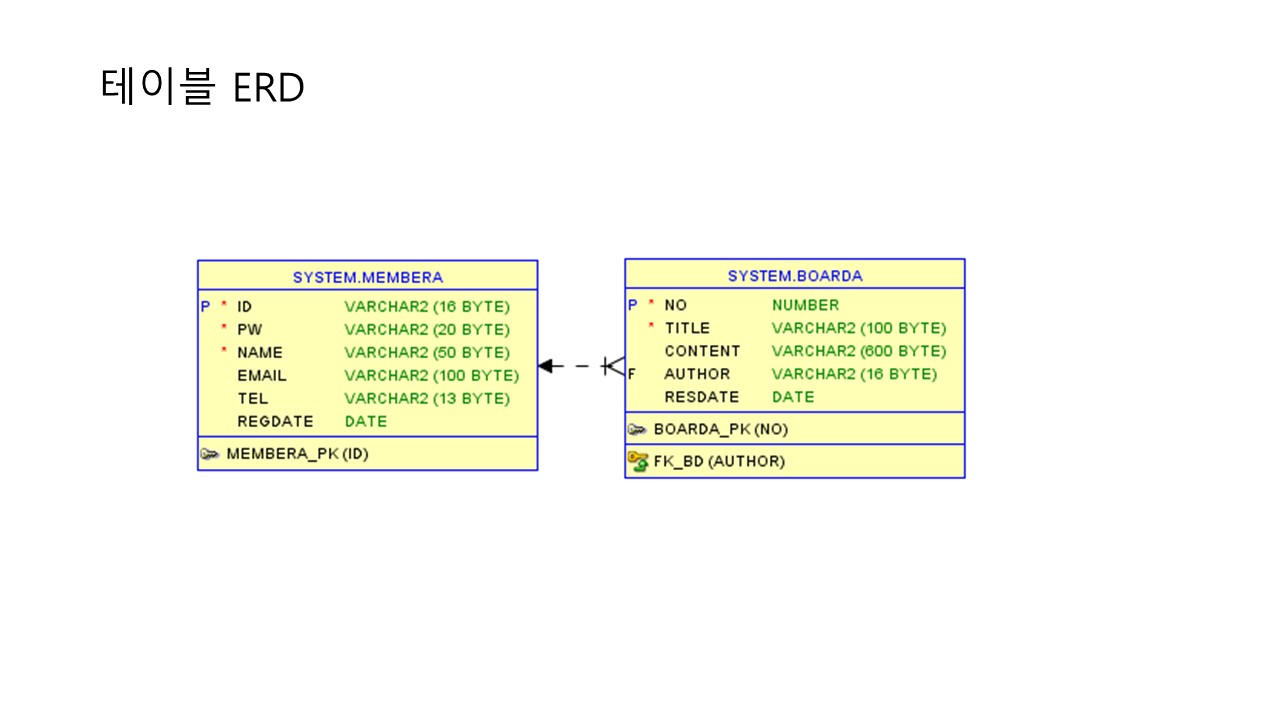 테이블 ERD
SYSTEM.MEMBERA
P * ID VARCHAR2 (16 BYTE)
* PW VARCHAR2 (20 BYTE)
* NAME VARCHAR2 (50 BYTE)
EMAIL VARCHAR2 (100 BYTE)
TEL VARCHAR2 (13 BYTE)
REGDATE DATE
MEMBERA_PK (ID)
SYSTEM.BOARDA
P * NO NUMBER
* TITLE VARCHAR2 (100 BYTE)
CONTENT VARCHAR2 (600 BYTE)
F AUTHOR VARCHAR2 (16 BYTE)
RESDATE DATE
BOARDA_PK (NO)
FK_BD (AUTHOR)